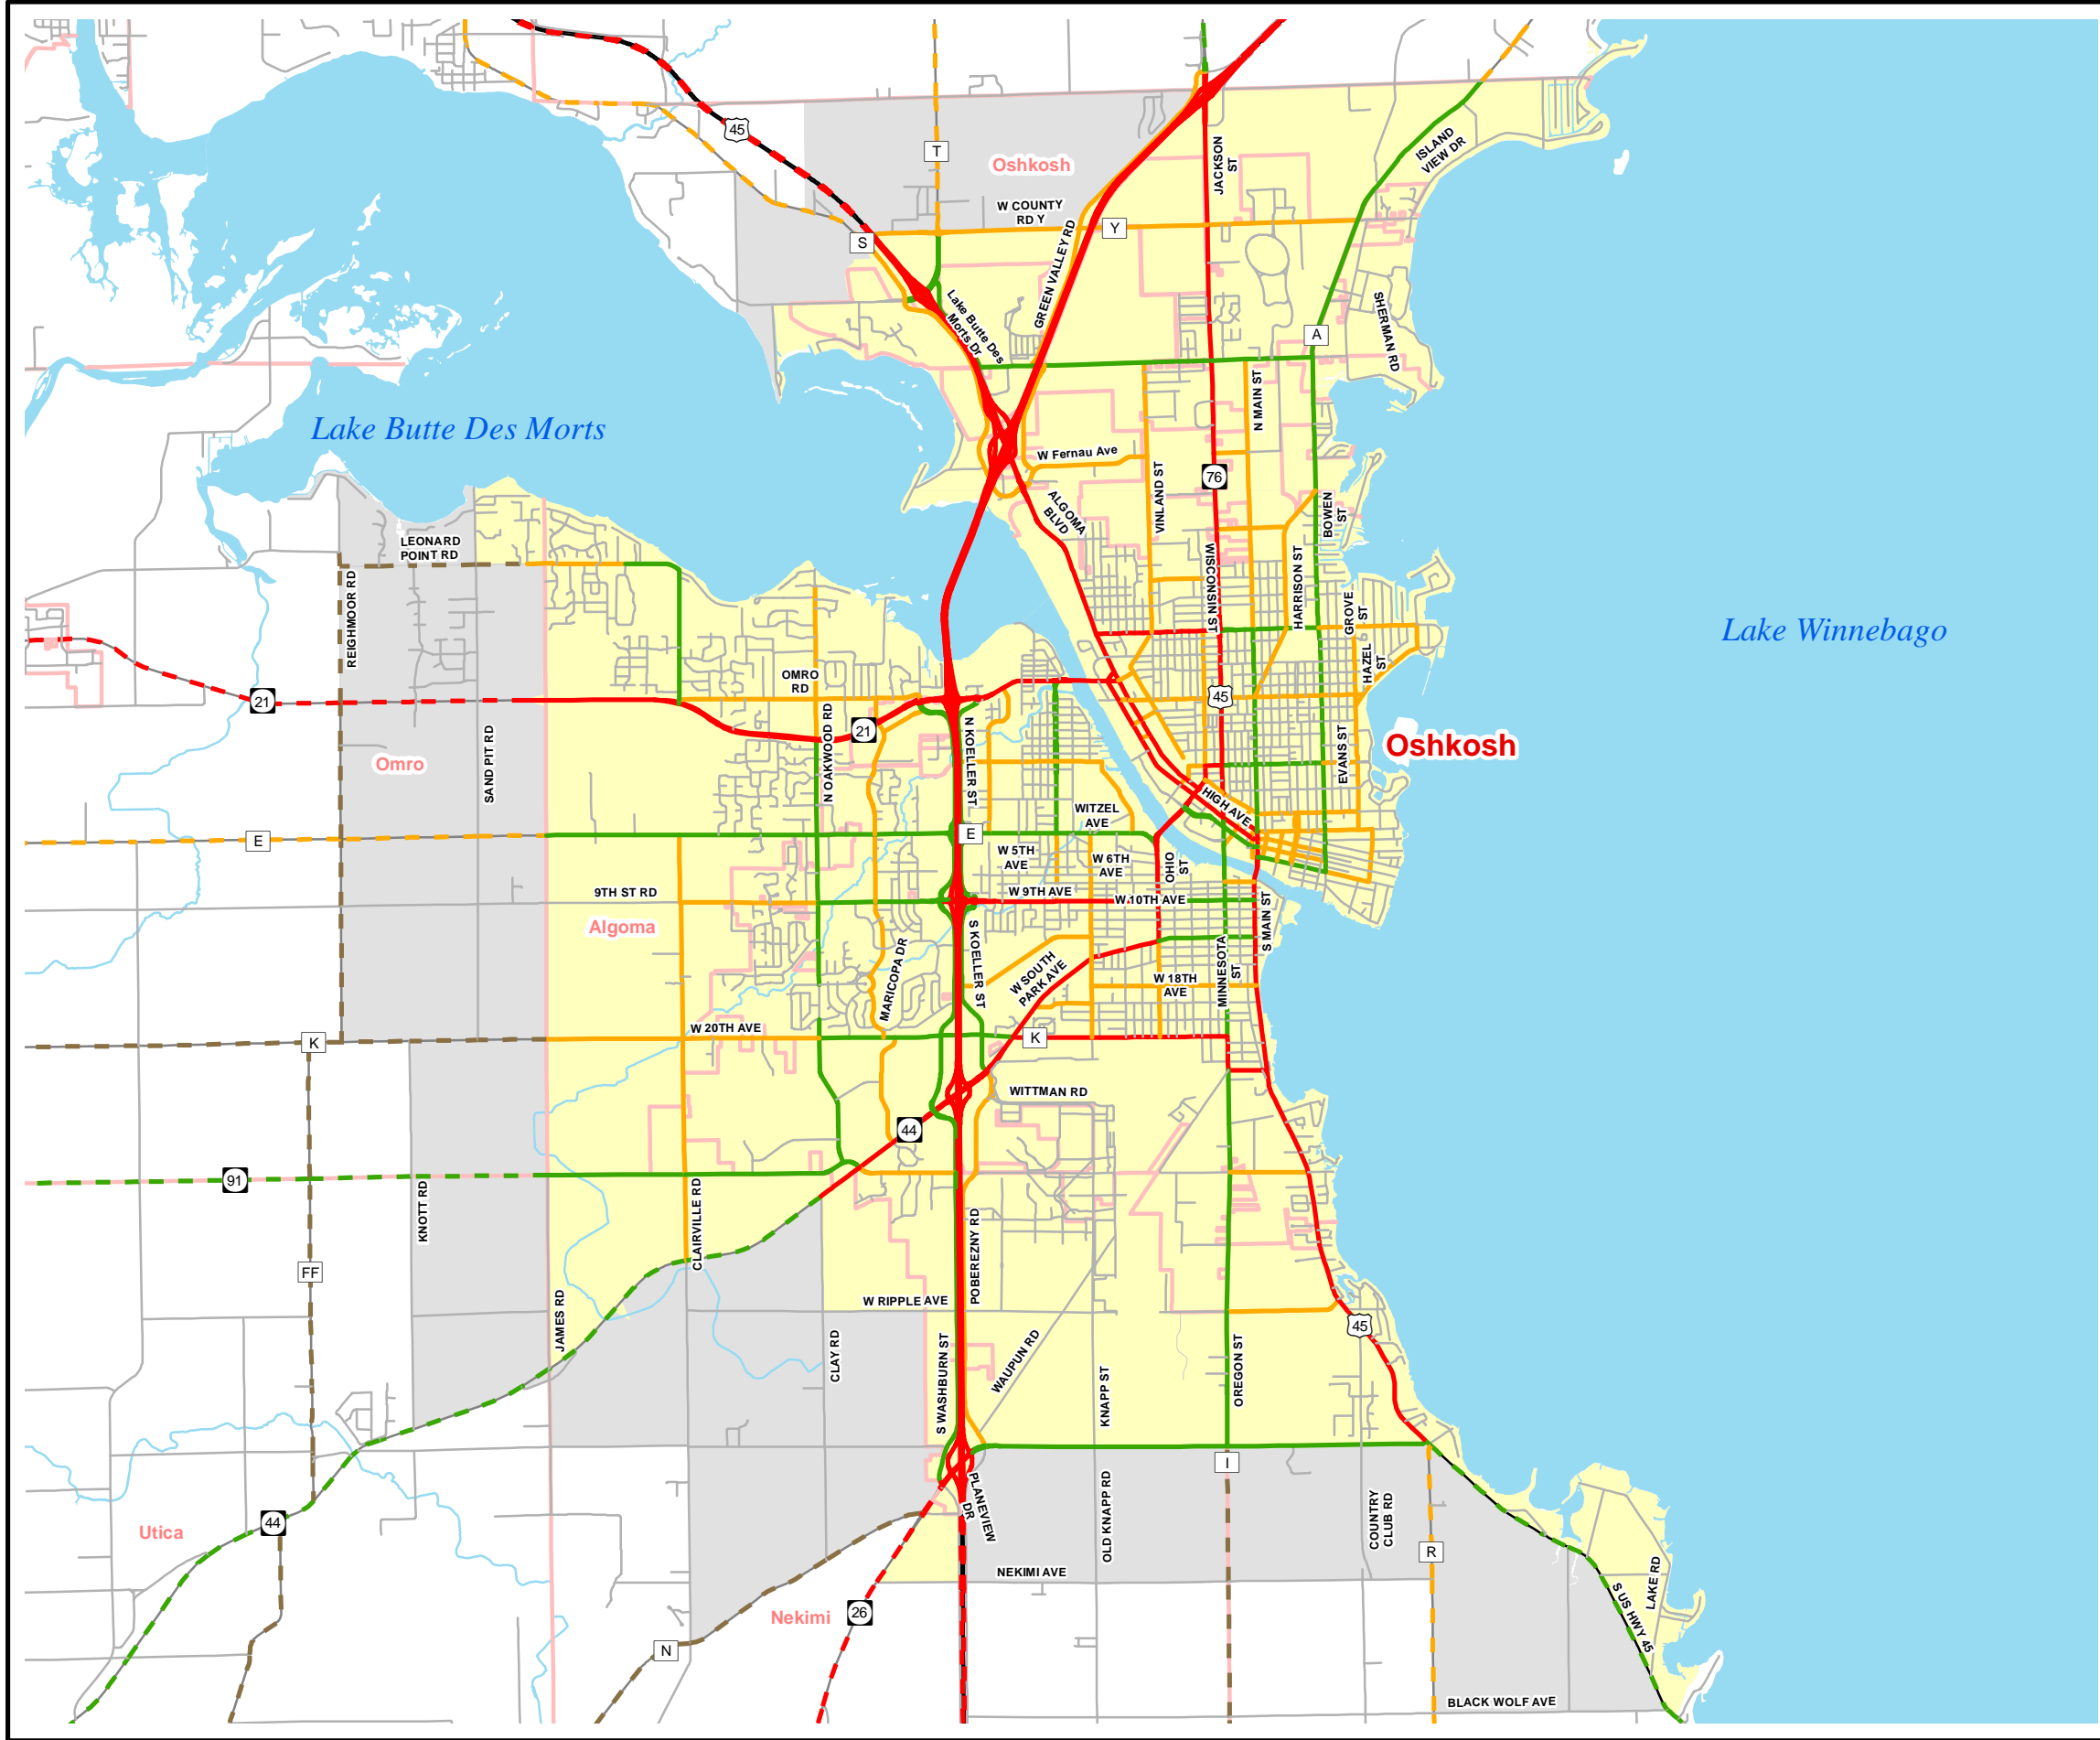 45
T
Oshkosh
JACKSON
ST
ISLAND
VIEW DR
W COUNTY
RD Y
S
Y
GREEN VALLEY RD
Lake Butte Des
Morts Dr
A
SHERMAN RD
N MAIN ST
Lake Butte Des Morts
W Fernau Ave
76
VINLAND ST
ALGOMA
BLVD
BOWEN
ST
LEONARD
POINT RD
REIGHMOOR RD
WISCONSIN ST
HARRISON ST
GROVE
ST
Lake Winnebago
HAZEL
ST
OMRO
RD
21
45
21
N OAKWOOD RD
N KOELLER ST
SAND PIT RD
Omro
EVANS ST
Oshkosh
HIGH AVE
WITZEL
AVE
E
E
W 5TH
AVE
W 6TH
AVE
OHIO
ST
9TH ST RD
W 9TH AVE
W 10TH AVE
Algoma
S MAIN ST
MARICOPA DR
S KOELLER ST
W SOUTH
PARK AVE
MINNESOTA
ST
W 18TH
AVE
W 20TH AVE
K
K
WITTMAN RD
44
91
KNOTT RD
CLAIRVILLE RD
POBEREZNY RD
FF
W RIPPLE AVE
JAMES RD
45
CLAY RD
S WASHBURN ST
WAUPUN RD
KNAPP ST
OREGON ST
I
PLANEVIEW
DR
OLD KNAPP RD
COUNTRY
CLUB RD
Utica
44
R
NEKIMI AVE
LAKE RD
S US HWY 45
Nekimi
26
N
BLACK WOLF AVE